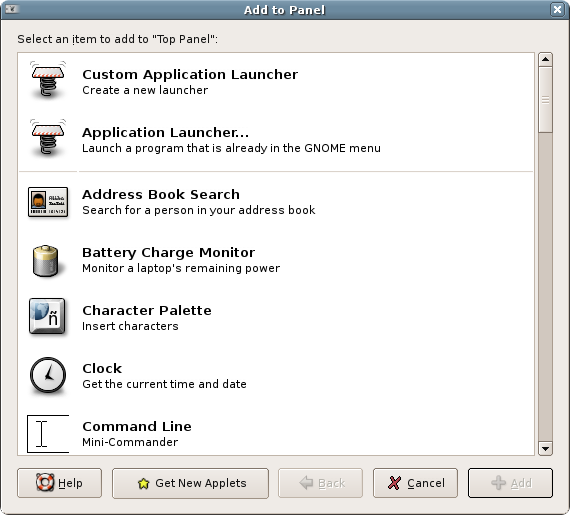 Add to Panel
Select an item to add to "Top Panel":
Custom Application Launcher
Create a new launcher
Application Launcher...
Launch a program that is already in the GNOME menu
Address Book Search
Search for a person in your address book
Battery Charge Monitor
Monitor a laptop's remaining power
ñ
Character Palette
Insert characters
Clock
Get the current time and date
Command Line
Mini-Commander
Help Get New Applets Back Cancel Add